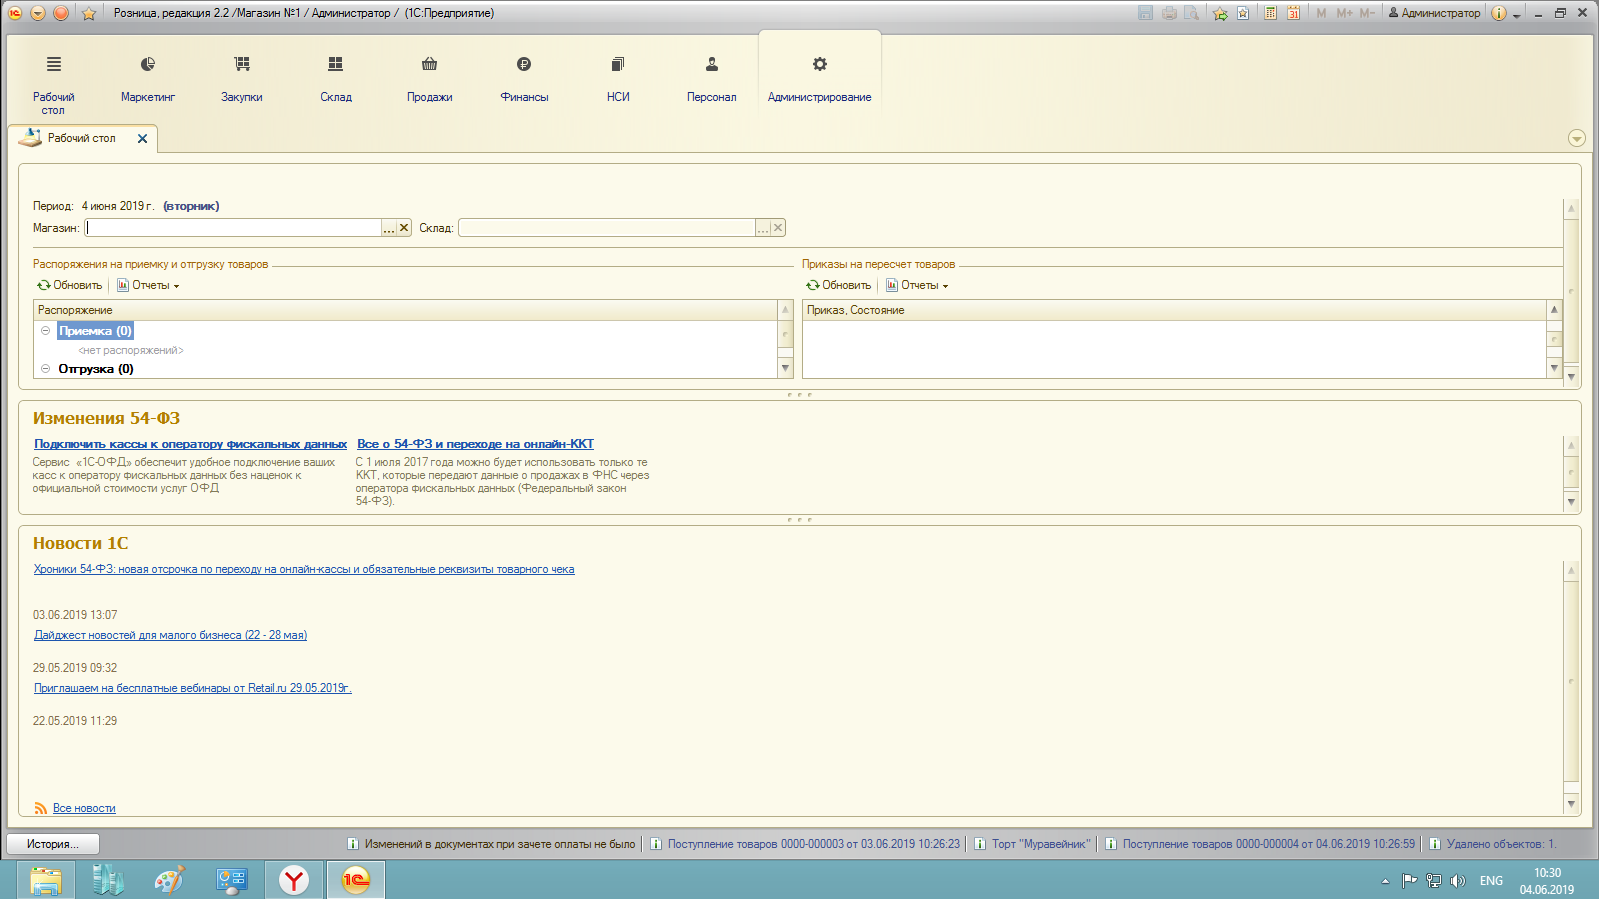 Розница, редакция 2.2 /Магазин №1 / Администратор / (1С:Предприятие)
31 M M+ M- Администратор
Рабочий стол
Маркетинг
Закупки
Склад
Продажи
Финансы
НСИ
Персонал
Администрирование
Рабочий стол
Период: 4 июня 2019 г. (вторник)
Магазин: ... Склад: ...
Распоряжения на приемку и отгрузку товаров
Обновить Отчеты
Распоряжение
Приемка (0)
<нет распоряжений>
Отгрузка (0)
Приказы на пересчет товаров
Обновить Отчеты
Приказ, Состояние
Изменения 54-ФЗ
Подключить кассы к оператору фискальных данных
Сервис «1С-ОФД» обеспечит удобное подключение ваших
касс к оператору фискальных данных без наценок к
официальной стоимости услуг ОФД
Все о 54-ФЗ и переходе на онлайн-ККТ
С 1 июля 2017 года можно будет использовать только те
ККТ, которые передают данные о продажах в ФНС через
оператора фискальных данных (Федеральный закон
54-ФЗ).
Новости 1С
Хроники 54-ФЗ: новая отсрочка по переходу на онлайн-кассы и обязательные реквизиты товарного чека
03.06.2019 13:07
Дайджест новостей для малого бизнеса (22 - 28 мая)
29.05.2019 09:32
Приглашаем на бесплатные вебинары от Retail.ru 29.05.2019г.
22.05.2019 11:29
Все новости
История...
Изменений в документах при зачете оплаты не было
Поступление товаров 0000-000003 от 03.06.2019 10:26:23
Торт "Муравейник"
Поступление товаров 0000-000004 от 04.06.2019 10:26:59
Удалено объектов: 1.
ENG
10:30
04.06.2019